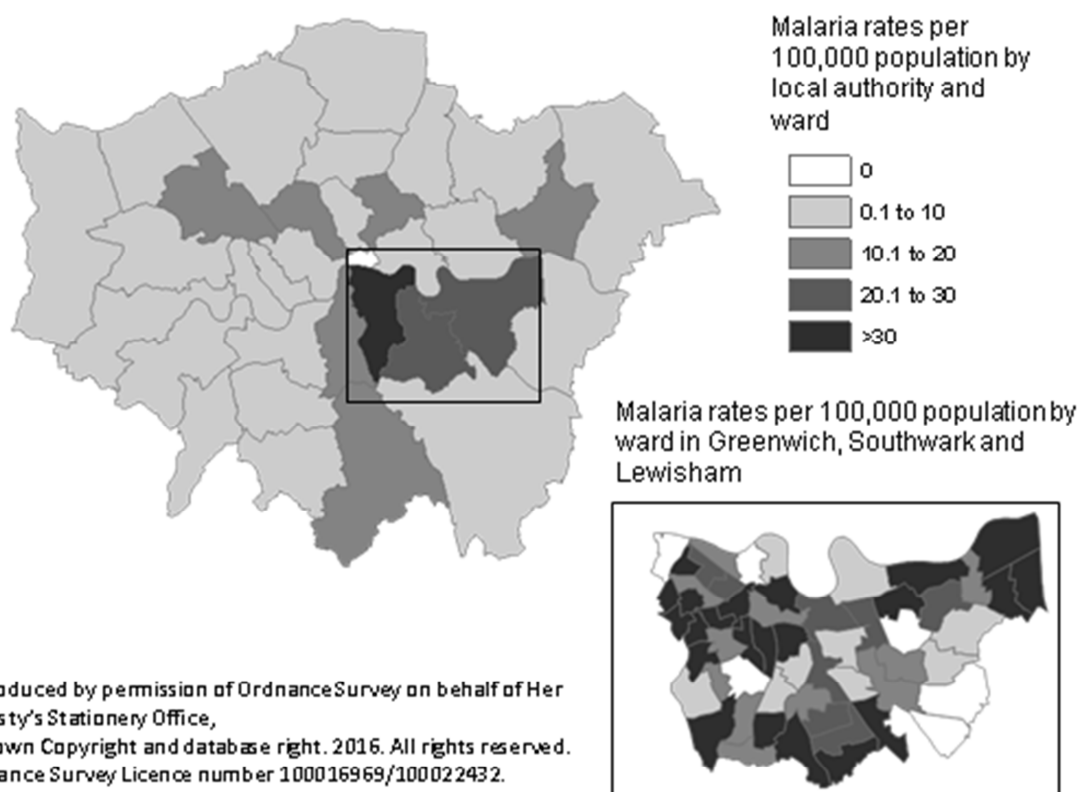 Malaria rates per
100,000 population by
local authority and
ward
0
0.1 to 10
10.1 to 20
20.1 to 30
>30
Malaria rates per 100,000 population by
ward in Greenwich, Southwark and
Lewisham
oduced by permission of Ordnance Survey on behalf of Her
sty's Stationery Office,
own Copyright and database right. 2016. All rights reserved.
ance Survey Licence number 100016969/100022432.